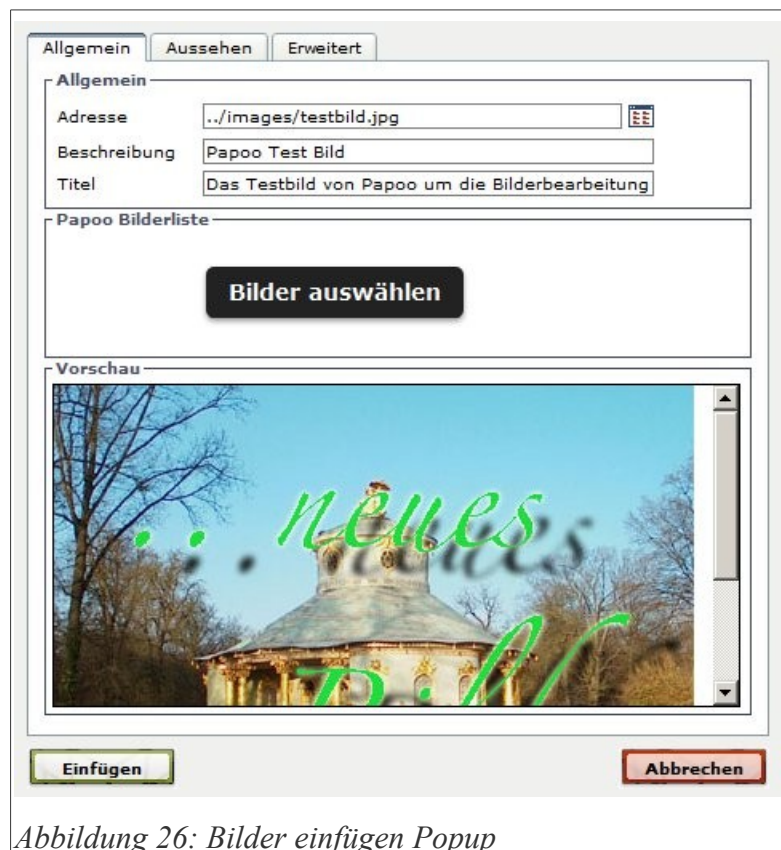 Allgemein Aussehen Erweitert
Allgemein
Adresse ../images/testbild.jpg
Beschreibung Papoo Test Bild
Titel Das Testbild von Papoo um die Bilderbearbeitung
Papoo Bilderliste
Bilder auswählen
Vorschau
.. neues
Bild
Einfügen Abbrechen
Abbildung 26: Bilder einfügen Popup